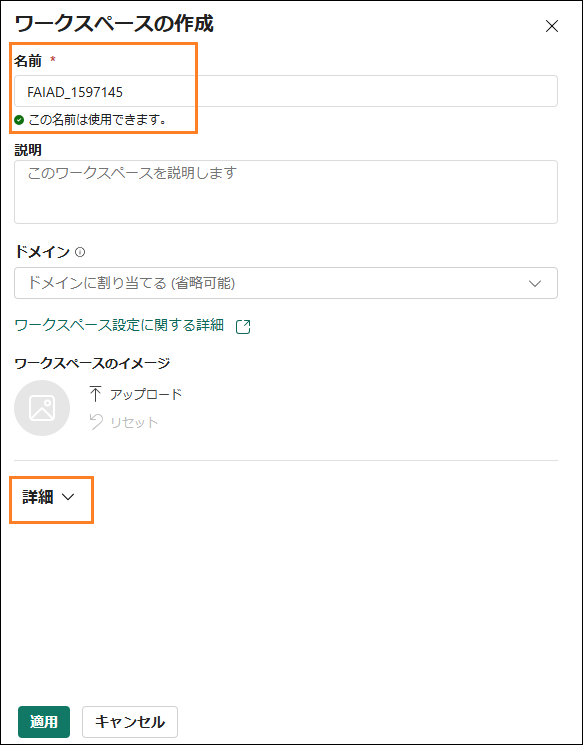 ワークスペースの作成
名前 *
FAIAD_1597145
この名前は使用できます。
説明
このワークスペースを説明します
ドメイン
ドメインに割り当てる (省略可能)
ワークスペース設定に関する詳細
ワークスペースのイメージ
アップロード
リセット
詳細
適用 キャンセル